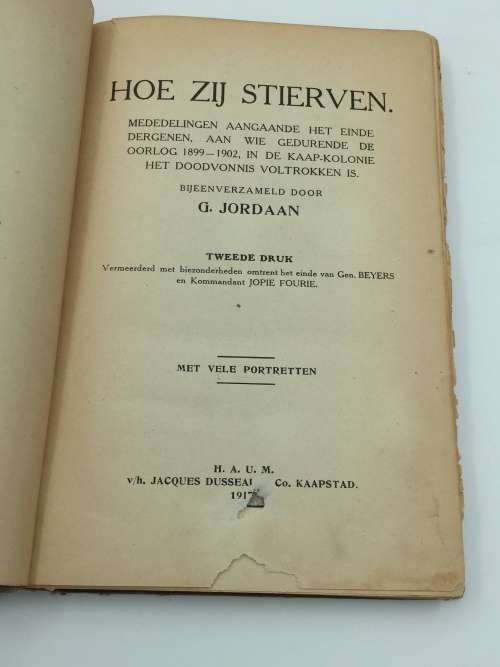 HOE ZIJ STIERVEN.
MEDEDELINGEN AANGAANDE HET EINDE
DERGENEN, AAN WIE GEDURENDE DE
OORLOG 1899—1902, IN DE KAAP-KOLONIE
HET DOODVONNIS VOLTROKKEN IS.
BIJEENVERZAMELD DOOR
G. JORDAAN
TWEEDE DRUK
Vermeerderd met biezonderheden omtrent het einde van Gen. BEYERS
en Kommandant JOPIE FOURIE.
MET VELE PORTRETTEN
H. A. U. M.
v/h. JACQUES Co. KAAPSTAD.
1917